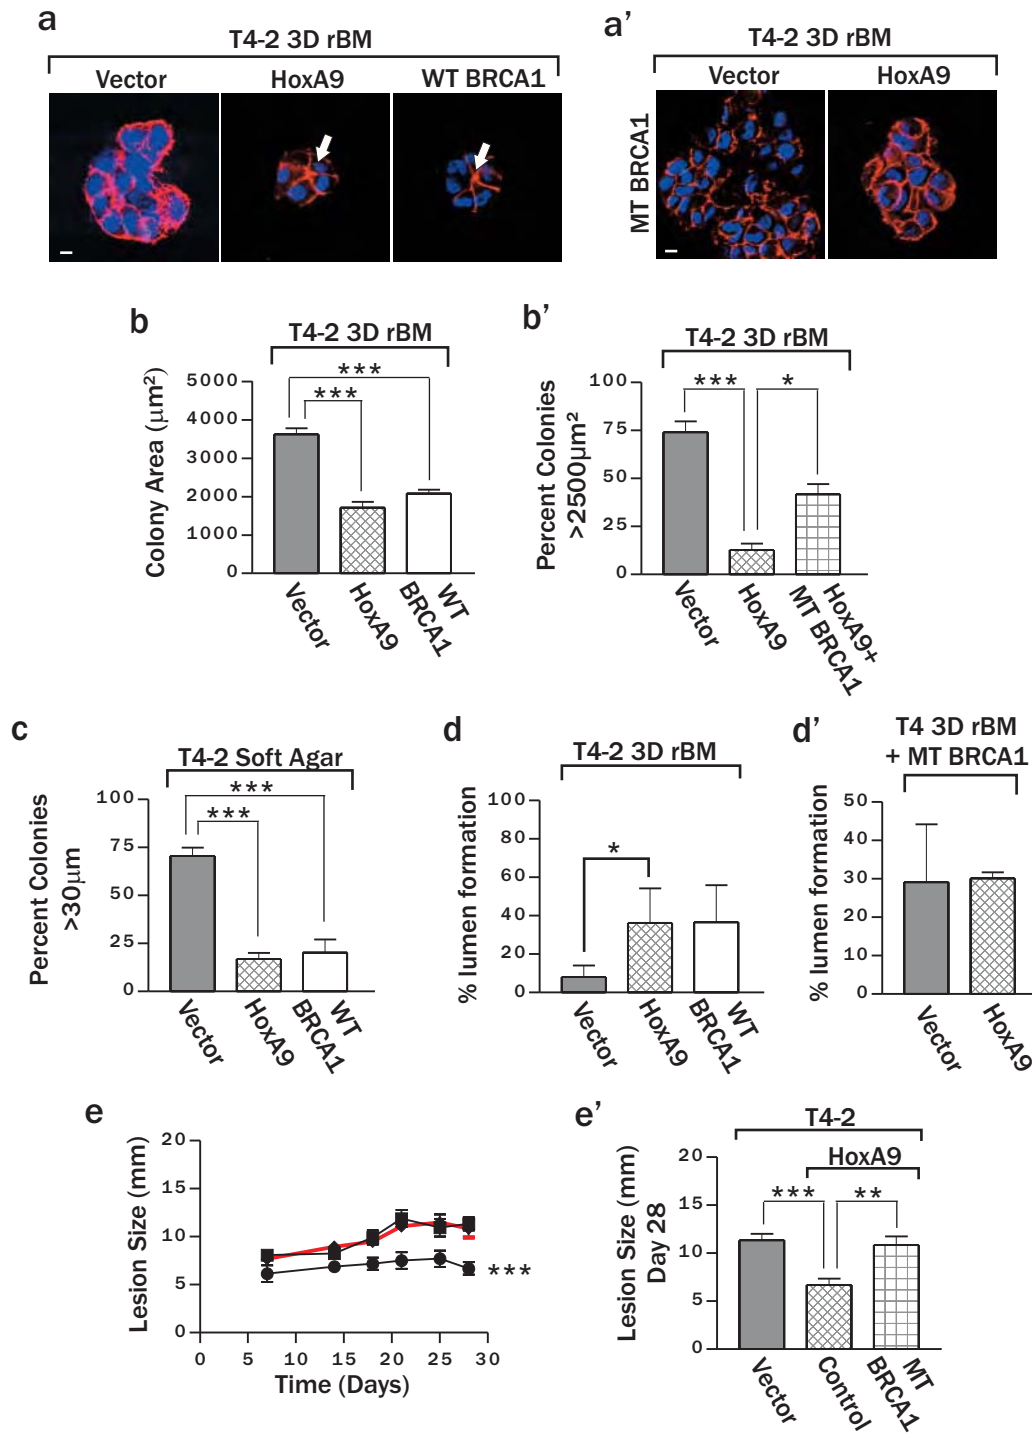 a
T4-2 3D rBM
Vector HoxA9 WT BRCA1
a'
T4-2 3D rBM
Vector HoxA9
MT BRCA1
b
T4-2 3D rBM
Colony Area (μm²)
5000
4000
3000
2000
1000
0
***
***
Vector
HoxA9
WT
BRCA1
b'
T4-2 3D rBM
Percent Colonies
>2500μm²
100
75
50
25
0
*** *
Vector
HoxA9
HoxA9+
MT BRCA1
c
T4-2 Soft Agar
Percent Colonies
>30μm
100
75
50
25
0
***
***
Vector
HoxA9
WT
BRCA1
d
T4-2 3D rBM
% lumen formation
100
80
60
40
20
0
*
Vector
HoxA9
WT
BRCA1
d'
T4 3D rBM
+ MT BRCA1
% lumen formation
50
40
30
20
10
0
Vector
HoxA9
e
Lesion Size (mm)
20
15
10
5
0
***
0 5 10 15 20 25 30
Time (Days)
e'
T4-2
HoxA9
Lesion Size (mm)
Day 28
20
15
10
5
0
*** **
Vector
Control
MT
BRCA1